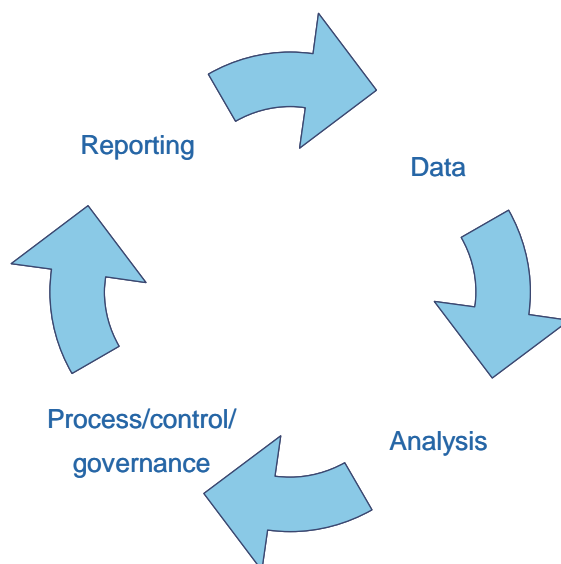 Reporting
Data
Process/control/
governance
Analysis